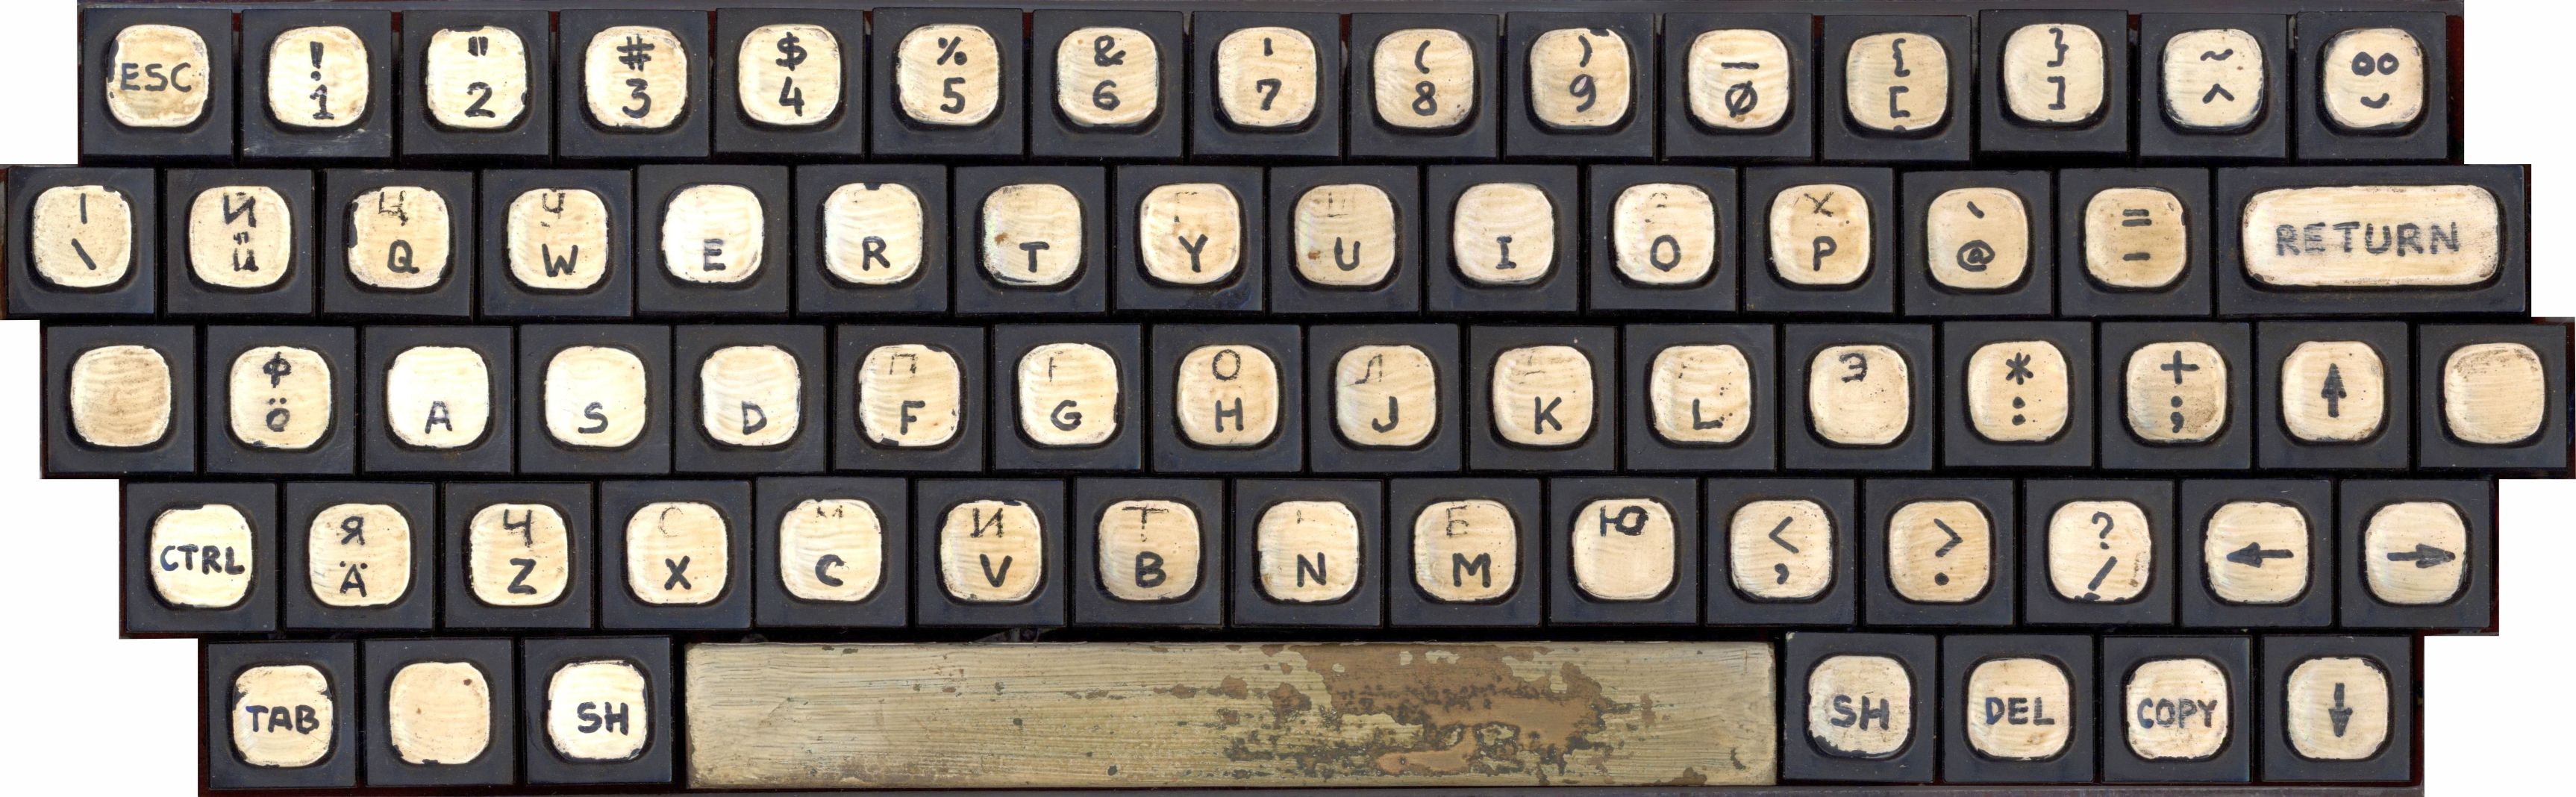 ESC ! 1 " 2 # 3 $ 4 % 5 & 6 ' 7 ( 8 ) 9 _ Ø { [ } ] ~ ^
| \ И ü Ц Q Ч W E R T Y U I O Х P ` @ = - RETURN
Ф ö A S D П F Г G О H Л J K L Э * : + ; ↑
CTRL Я Ä Ч Z С X М C И V Т B N Б M Ю < , > . ? / ← →
TAB SH SH DEL COPY ↓